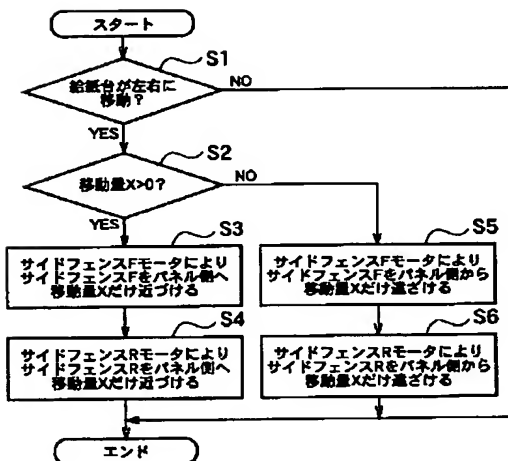 スタート
S1
給紙台が左右に
移動?
NO
YES
S2
移動量X>0?
NO
YES
S3
サイドフェンスFモータにより
サイドフェンスFをパネル側へ
移動量Xだけ近づける
S5
サイドフェンスFモータにより
サイドフェンスFをパネル側から
移動量Xだけ遠ざける
S4
サイドフェンスRモータにより
サイドフェンスRをパネル側へ
移動量Xだけ近づける
S6
サイドフェンスRモータにより
サイドフェンスRをパネル側から
移動量Xだけ遠ざける
エンド